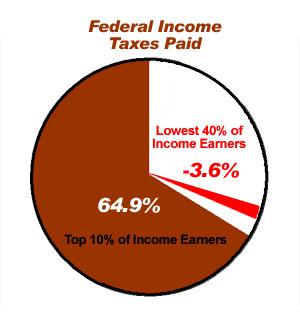 Federal Income
Taxes Paid
Lowest 40% of
Income Earners
-3.6%
64.9%
Top 10% of Income Earners